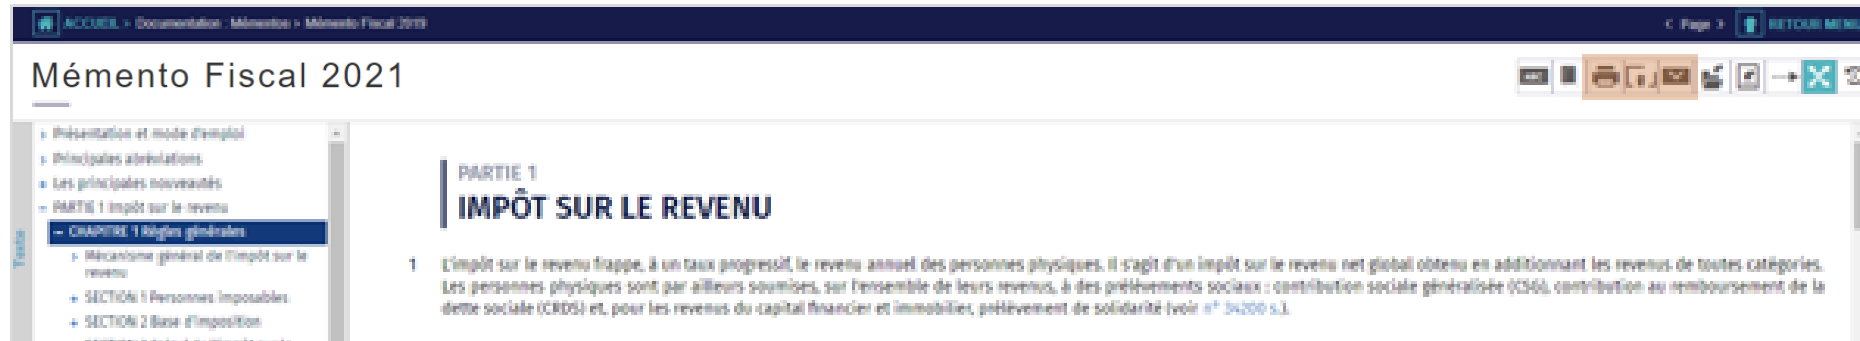 ACCUEIL > Documentation : Mémentos > Mémento Fiscal 2019
< Page >
RETOUR MENU
Mémento Fiscal 2021
Texte
Présentation et mode d'emploi
Principales abréviations
Les principales nouveautés
PARTIE 1 Impôt sur le revenu
CHAPITRE 1 Règles générales
Mécanisme général de l'impôt sur le
revenu
SECTION 1 Personnes imposables
SECTION 2 Base d'imposition
PARTIE 1
IMPÔT SUR LE REVENU
1 L'impôt sur le revenu frappe, à un taux progressif, le revenu annuel des personnes physiques. Il s'agit d'un impôt sur le revenu net global obtenu en additionnant les revenus de toutes catégories.
Les personnes physiques sont par ailleurs soumises, sur l'ensemble de leurs revenus, à des prélèvements sociaux : contribution sociale généralisée (CSG), contribution au remboursement de la
dette sociale (CRDS) et, pour les revenus du capital financier et immobilier, prélèvement de solidarité (voir n° 34200 s.).